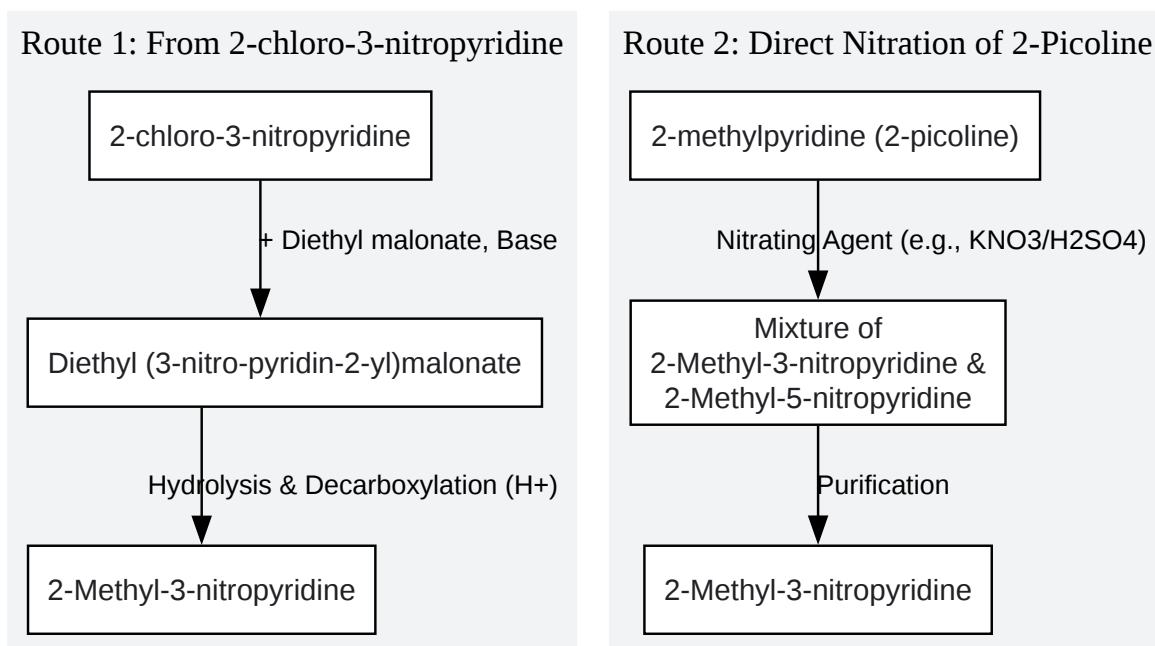 Route 1: From 2-chloro-3-nitropyridine
2-chloro-3-nitropyridine
+ Diethyl malonate, Base
Diethyl (3-nitro-pyridin-2-yl)malonate
Hydrolysis & Decarboxylation (H+)
2-Methyl-3-nitropyridine
Route 2: Direct Nitration of 2-Picoline
2-methylpyridine (2-picoline)
Nitrating Agent (e.g., KNO3/H2SO4)
Mixture of
2-Methyl-3-nitropyridine &
2-Methyl-5-nitropyridine
Purification
2-Methyl-3-nitropyridine